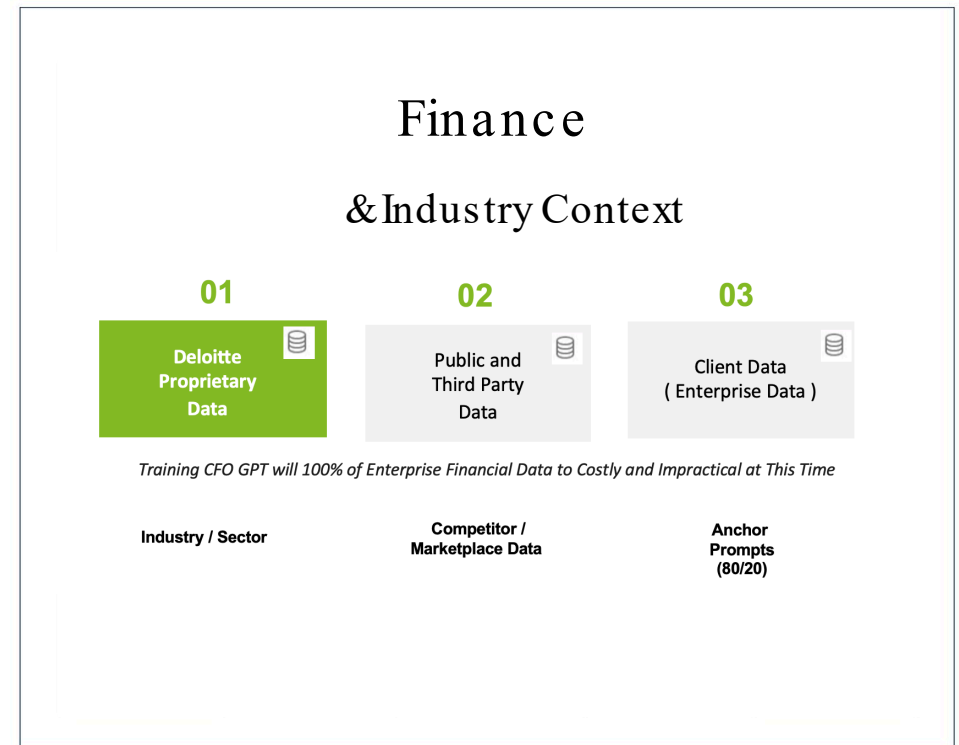 Finance
& Industry Context
01
02
03
Deloitte
Proprietary
Data
Public and
Third Party
Data
Client Data
( Enterprise Data )
Training CFO GPT will 100% of Enterprise Financial Data to Costly and Impractical at This Time
Industry / Sector
Competitor /
Marketplace Data
Anchor
Prompts
(80/20)